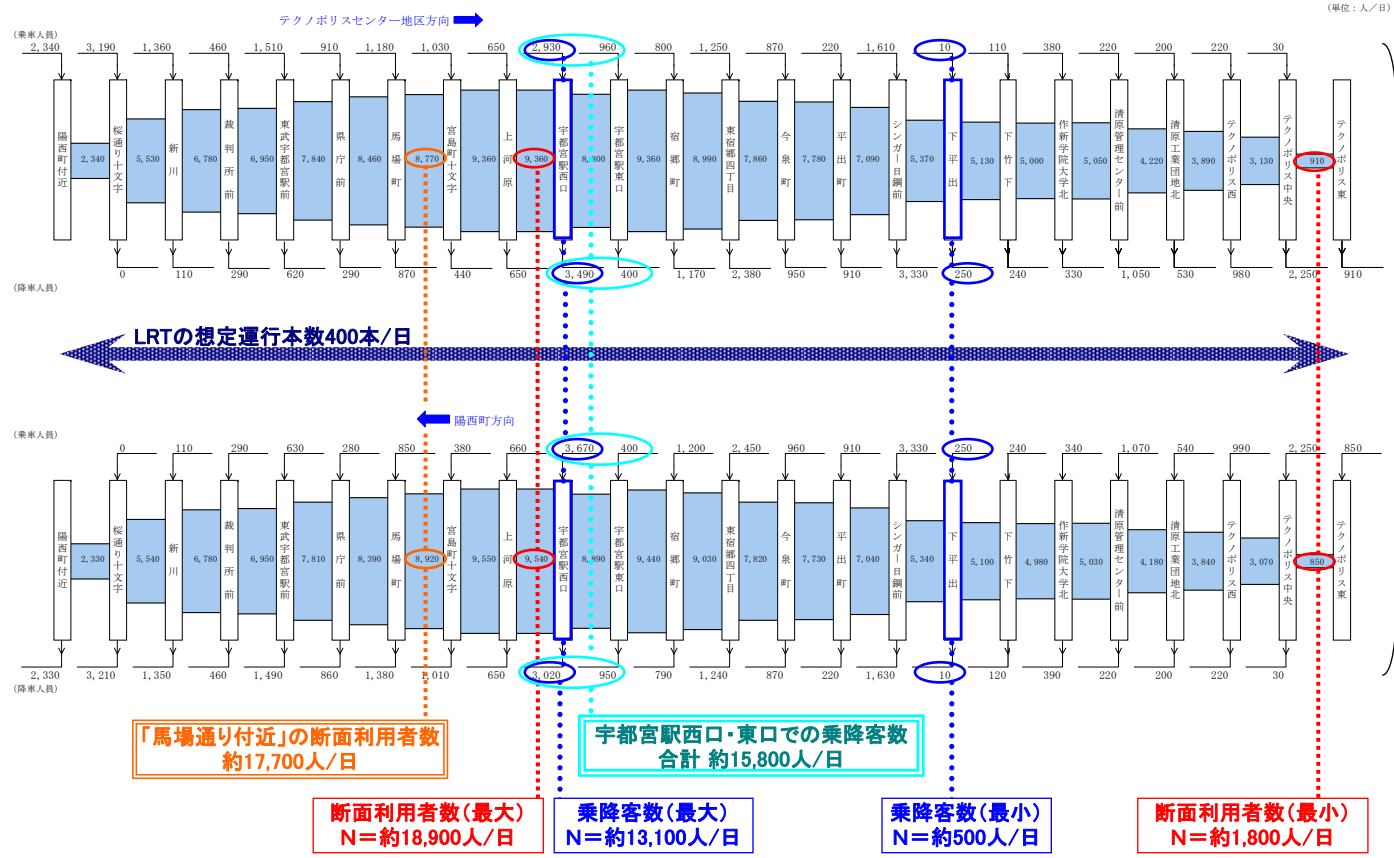 (単位：人／日)
テクノポリスセンター地区方向
(乗車人員)
2,340 3,190 1,360 460 1,510 910 1,180 1,030 650 2,930 960 800 1,250 870 220 1,610 10 110 380 220 200 220 30
陽西町付近 桜通り十文字 新川 裁判所前 東武宇都宮駅前 県庁前 馬場町 宮島町十文字 上河原 宇都宮駅西口 宇都宮駅東口 宿郷町 東宿郷四丁目 今泉町 平出町 シンガー日鋼前 下平出 下竹下 作新学院大学北 清原管理センター前 清原工業団地北 テクノポリス西 テクノポリス中央 テクノポリス東
2,340 5,530 6,780 6,950 7,840 8,460 8,770 9,360 9,360 8,800 9,360 8,990 7,860 7,780 7,090 5,370 5,130 5,000 5,050 4,220 3,890 3,130 910
0 110 290 620 290 870 440 650 3,490 400 1,170 2,380 950 910 3,330 250 240 330 1,050 530 980 2,250 910
(降車人員)
LRTの想定運行本数400本/日
陽西町方向
(乗車人員)
0 110 290 630 280 850 380 660 3,670 400 1,200 2,450 960 910 3,330 250 240 340 1,070 540 990 2,250 850
陽西町付近 桜通り十文字 新川 裁判所前 東武宇都宮駅前 県庁前 馬場町 宮島町十文字 上河原 宇都宮駅西口 宇都宮駅東口 宿郷町 東宿郷四丁目 今泉町 平出町 シンガー日鋼前 下平出 下竹下 作新学院大学北 清原管理センター前 清原工業団地北 テクノポリス西 テクノポリス中央 テクノポリス東
2,330 5,540 6,780 6,950 7,810 8,390 8,920 9,550 9,540 8,890 9,440 9,030 7,820 7,730 7,040 5,340 5,100 4,980 5,030 4,180 3,840 3,070 850
2,330 3,210 1,350 460 1,490 860 1,380 1,010 650 3,020 950 790 1,240 870 220 1,630 10 120 390 220 200 220 30
(降車人員)
「馬場通り付近」の断面利用者数
約17,700人/日
宇都宮駅西口・東口での乗降客数
合計 約15,800人/日
断面利用者数(最大)
N＝約18,900人/日
乗降客数(最大)
N＝約13,100人/日
乗降客数(最小)
N＝約500人/日
断面利用者数(最小)
N＝約1,800人/日